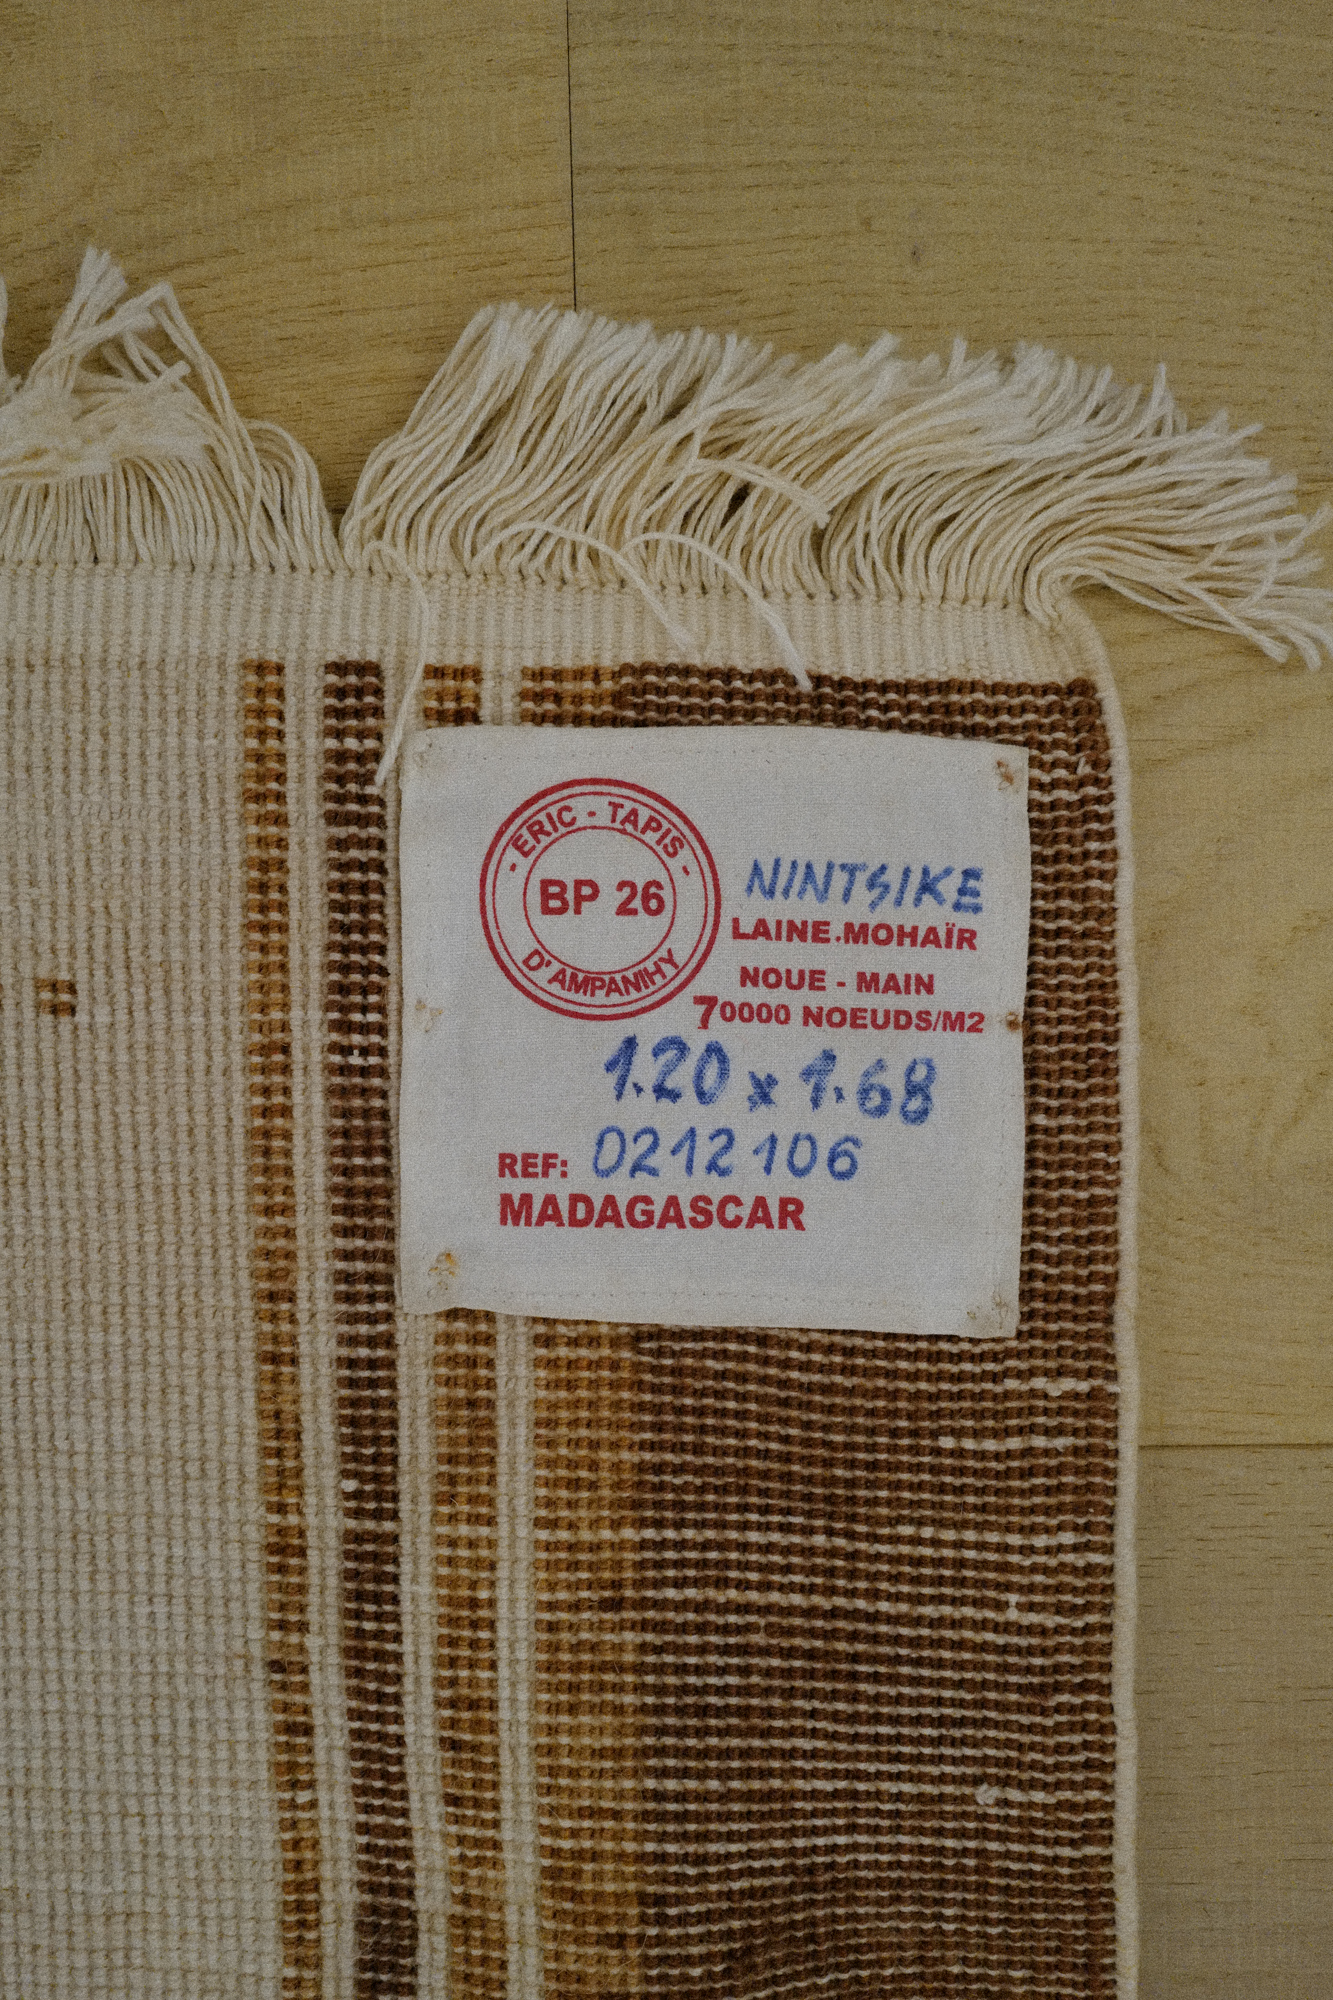 - ERIC - TAPIS -
BP 26
D'AMPANIHY
NINTSIKE
LAINE.MOHAÏR
NOUE - MAIN
70000 NOEUDS/M2
1.20 x 1.68
REF: 0212106
MADAGASCAR